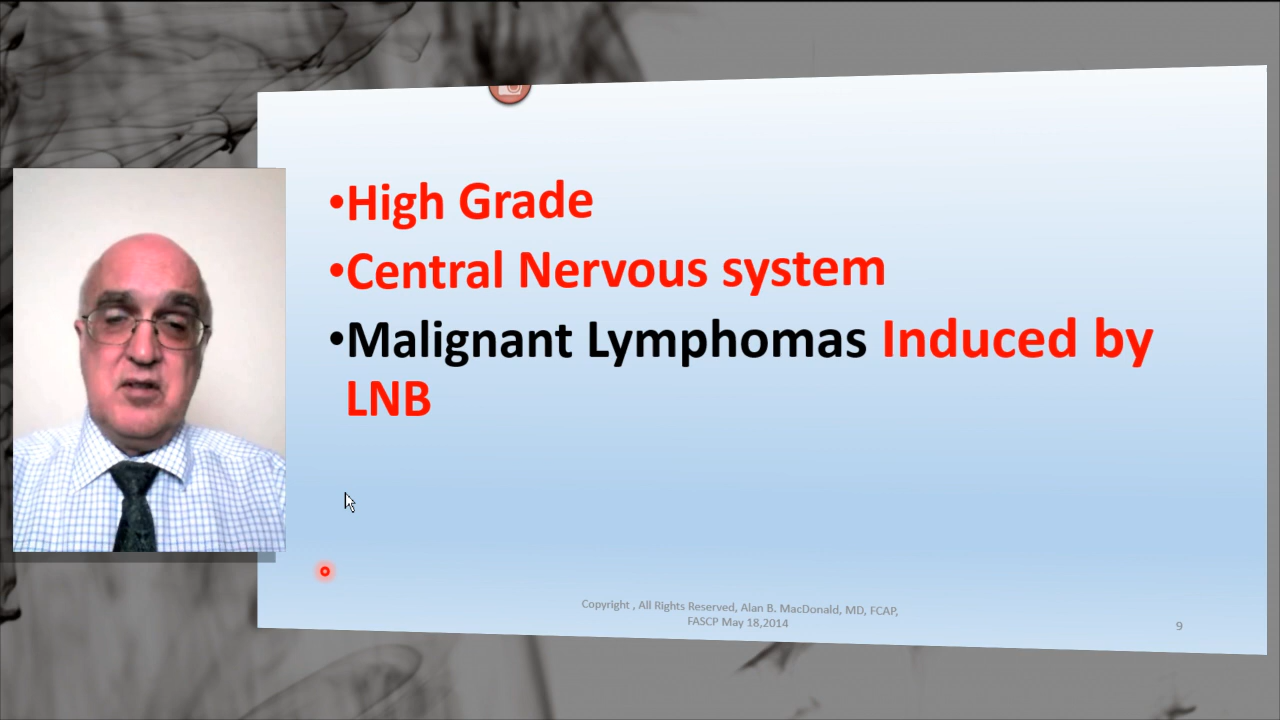 •High Grade
•Central Nervous system
•Malignant Lymphomas Induced by
LNB
Copyright , All Rights Reserved, Alan B. MacDonald, MD, FCAP,
FASCP May 18,2014
9